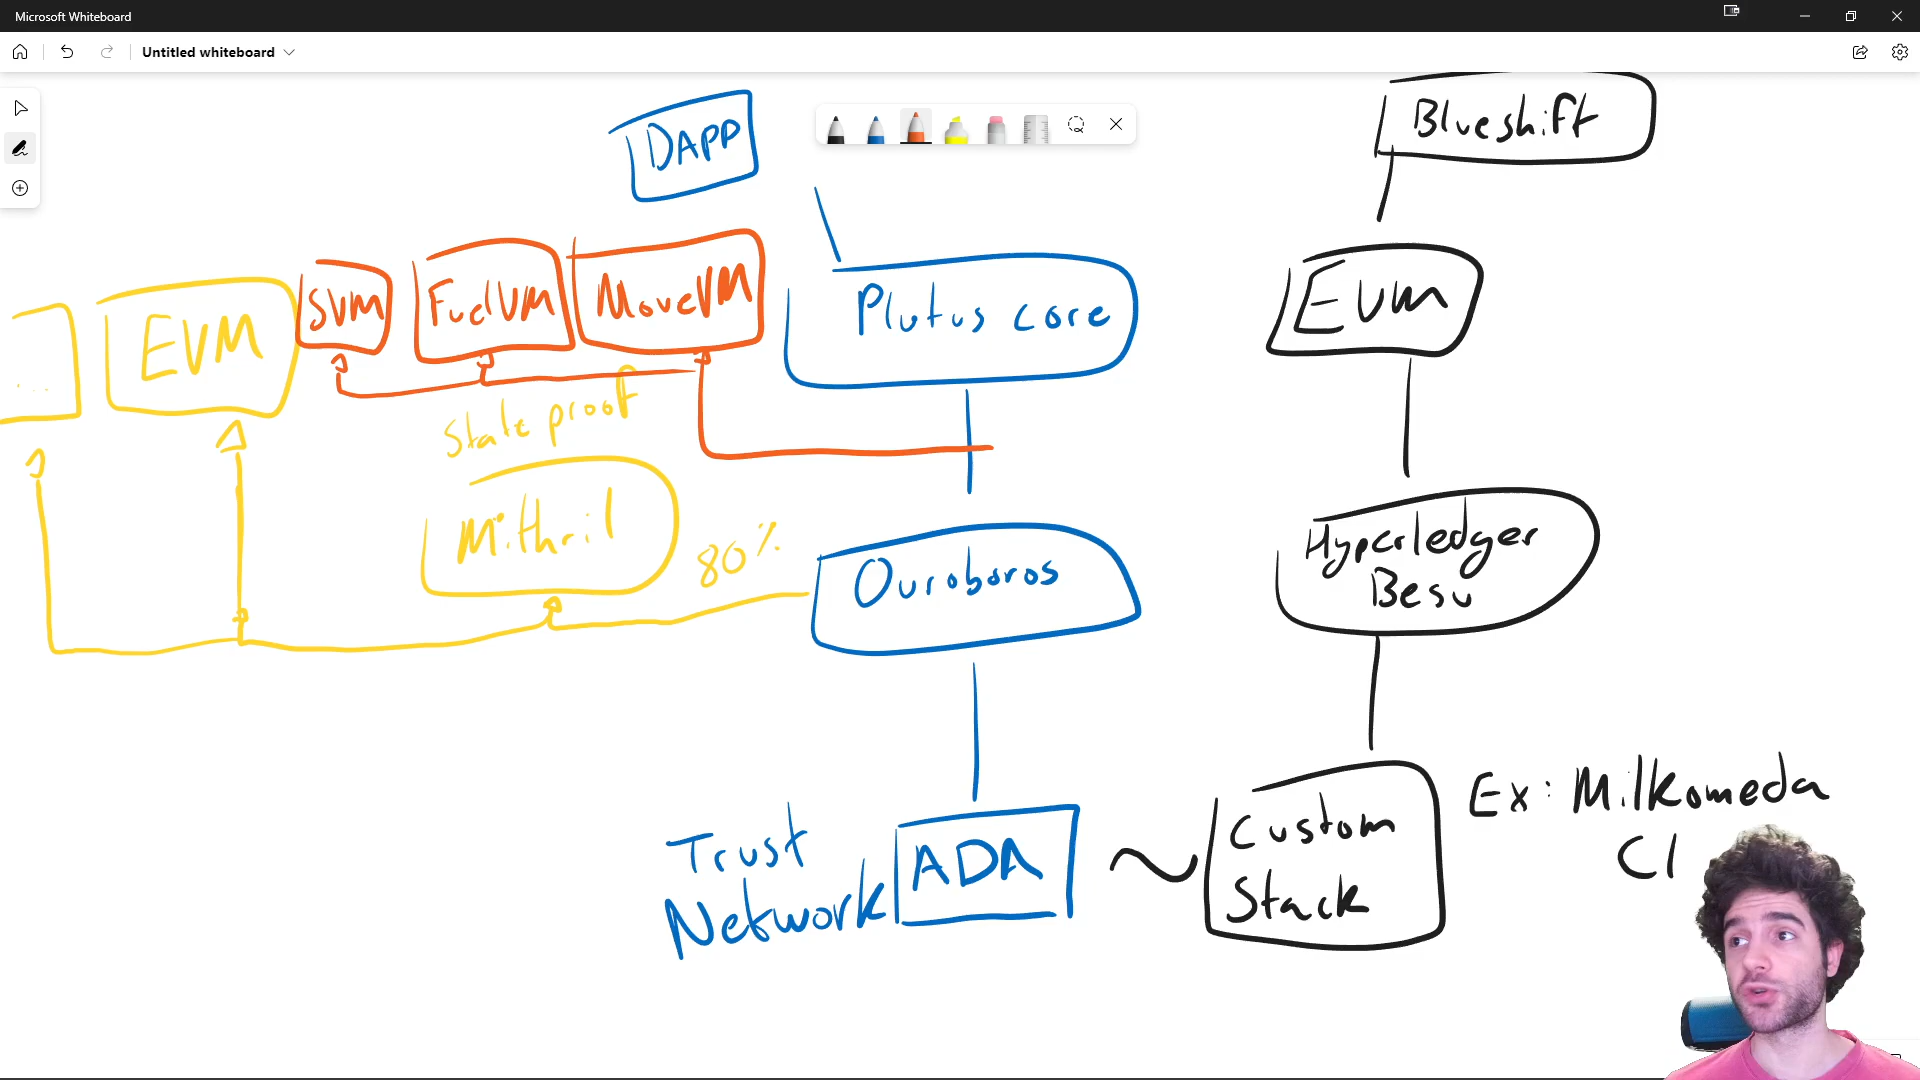 Microsoft Whiteboard
Untitled whiteboard
DAPP
Blueshift
SVM
FuelVM
MoveVM
Plutus core
EVM
EVM
...
State proof
Mithril
80%
Ouroboros
Hyperledger
Besu
Trust
Network
ADA
Custom
Stack
Ex: Milkomeda
C1